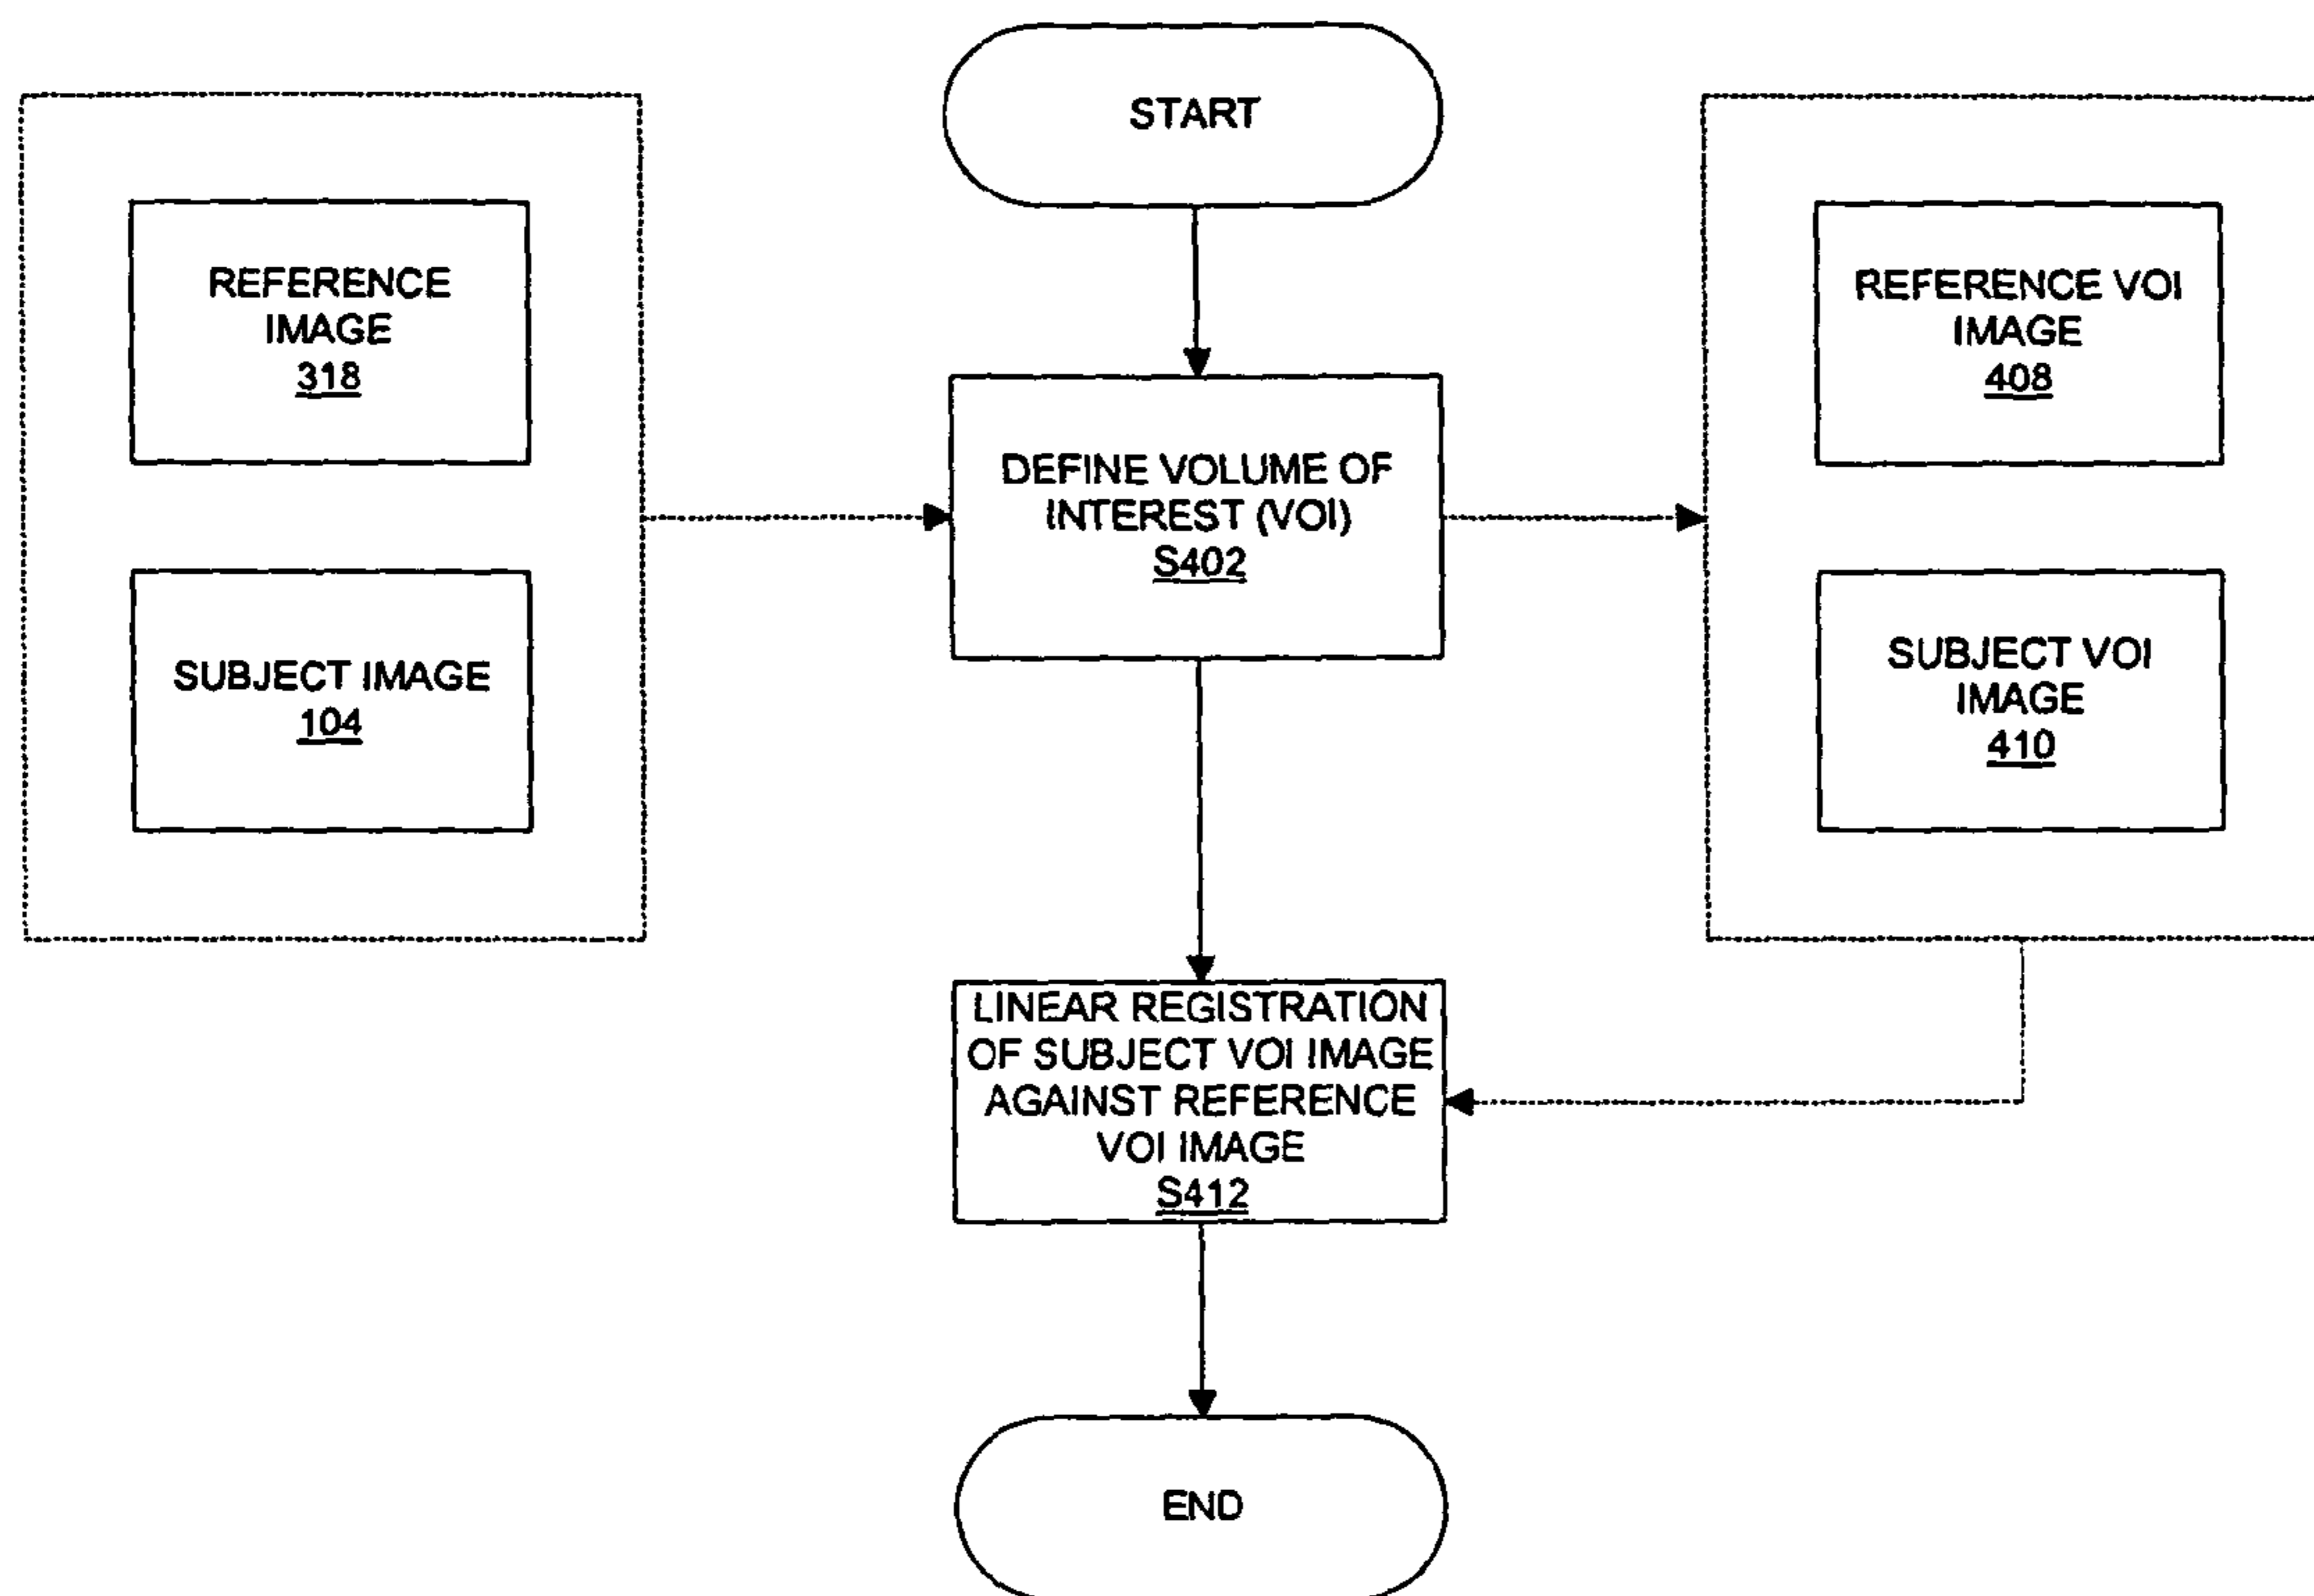 START
REFERENCE
IMAGE
318
SUBJECT IMAGE
104
DEFINE VOLUME OF
INTEREST (VOI)
S402
REFERENCE VOI
IMAGE
408
SUBJECT VOI
IMAGE
410
LINEAR REGISTRATION
OF SUBJECT VOI IMAGE
AGAINST REFERENCE
VOI IMAGE
S412
END